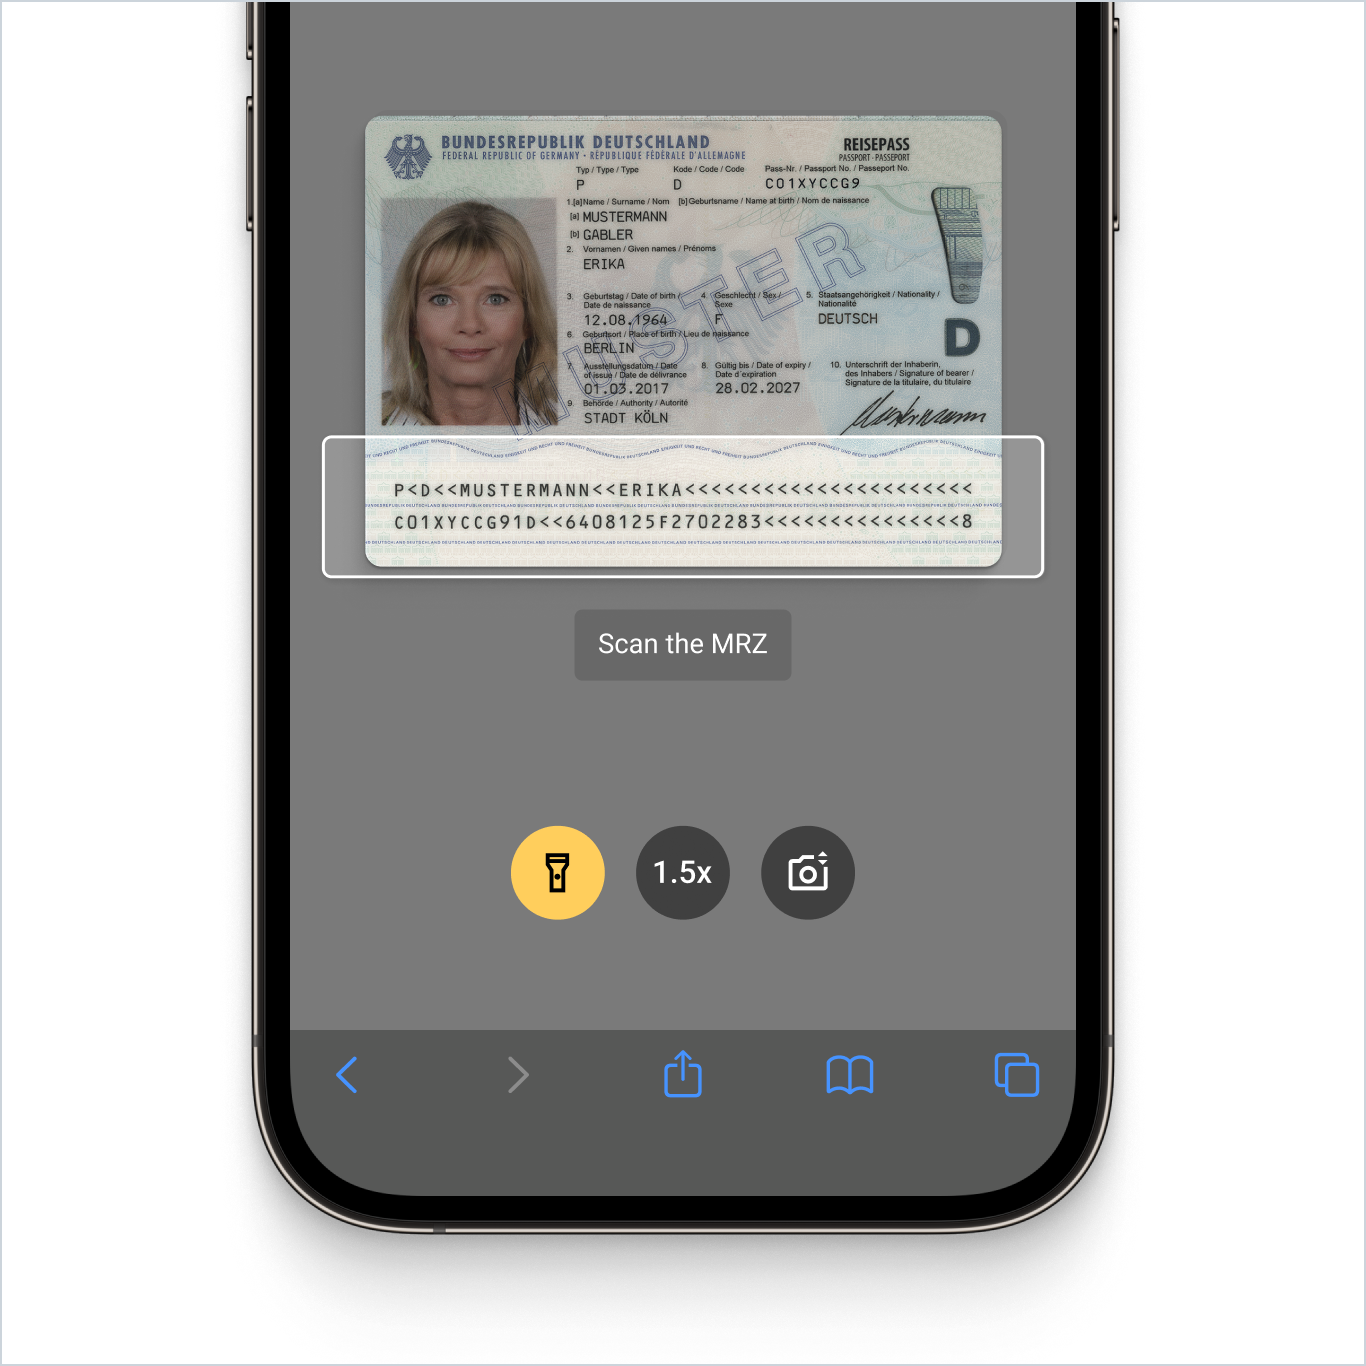 BUNDESREPUBLIK DEUTSCHLAND
FEDERAL REPUBLIC OF GERMANY · RÉPUBLIQUE FÉDÉRALE D'ALLEMAGNE
REISEPASS
PASSPORT · PASSEPORT
Typ / Type / Type Kode / Code / Code Pass-Nr. / Passport No. / Passeport No.
P D C01XYCCG9
1.[a]Name / Surname / Nom [b]Geburtsname / Name at birth / Nom de naissance
[a] MUSTERMANN
[b] GABLER
2. Vornamen / Given names / Prénoms
ERIKA
3. Geburtstag / Date of birth / Date de naissance
12.08.1964
4. Geschlecht / Sex / Sexe
F
5. Staatsangehörigkeit / Nationality / Nationalité
DEUTSCH
6. Geburtsort / Place of birth / Lieu de naissance
BERLIN
7. Ausstellungsdatum / Date of issue / Date de délivrance
01.03.2017
8. Gültig bis / Date of expiry / Date d'expiration
28.02.2027
9. Behörde / Authority / Autorité
STADT KÖLN
10. Unterschrift der Inhaberin,
des Inhabers / Signature of bearer /
Signature de la titulaire, du titulaire
Mustermann
D
MUSTER
P<D<<MUSTERMANN<<ERIKA<<<<<<<<<<<<<<<<<<<<<<
C01XYCCG91D<<6408125F2702283<<<<<<<<<<<<<<<8
Scan the MRZ
1.5x